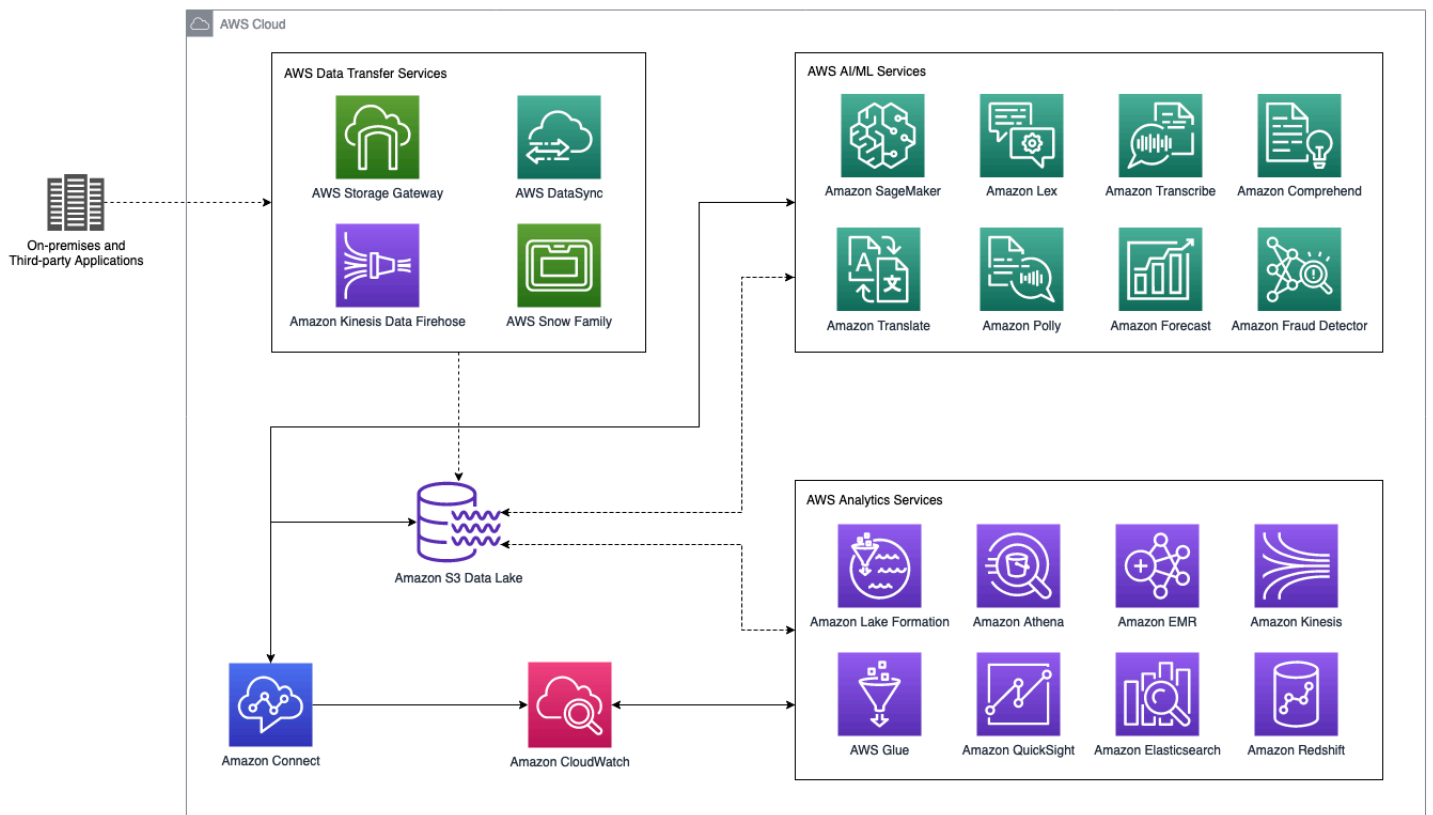 AWS Cloud
AWS Data Transfer Services
AWS Storage Gateway
AWS DataSync
Amazon Kinesis Data Firehose
AWS Snow Family
On-premises and
Third-party Applications
AWS AI/ML Services
Amazon SageMaker
Amazon Lex
Amazon Transcribe
Amazon Comprehend
A
文
Amazon Translate
Amazon Polly
Amazon Forecast
Amazon Fraud Detector
Amazon S3 Data Lake
AWS Analytics Services
Amazon Lake Formation
Amazon Athena
Amazon EMR
Amazon Kinesis
AWS Glue
Amazon QuickSight
Amazon Elasticsearch
Amazon Redshift
Amazon Connect
Amazon CloudWatch